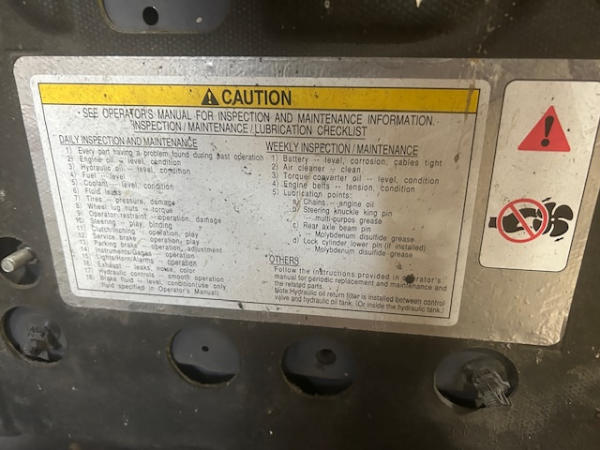 CAUTION
SEE OPERATOR'S MANUAL FOR INSPECTION AND MAINTENANCE INFORMATION.
INSPECTION/MAINTENANCE/LUBRICATION CHECKLIST
DAILY INSPECTION AND MAINTENANCE
1) Every part having a problem found during past operation
2) Engine oil -- level, condition
3) Hydraulic oil -- level, condition
4) Fuel -- level
5) Coolant -- level, condition
6) Fluid leaks
7) Tires -- pressure, damage
8) Wheel lug nuts -- torque
9) Operator restraint -- operation, damage
10) Steering -- play, binding
11) Clutch/Inching -- operation, play
12) Service brake -- operation, play
13) Parking brake -- operation, adjustment
14) Instruments/Gages -- operation
15) Lights/Horn/Alarms -- operation
16) Exhaust -- leaks, noise, color
17) Hydraulic controls -- smooth operation
18) Brake fluid -- level, condition(use only
fluid specified in Operator's Manual)
WEEKLY INSPECTION/MAINTENANCE
1) Battery -- level, corrosion, cables tight
2) Air cleaner -- clean
3) Torque converter oil -- level, condition
4) Engine belts -- tension, condition
5) Lubrication points:
a) Chains -- engine oil
b) Steering knuckle king pin
-- multi-purpos grease
c) Rear axle beam pin
-- Molybdenum disulfide grease
d) Lock cylinder lower pin (if installed)
-- Molybdenum disulfide grease
OTHERS
Follow the instructions provided in Operator's
manual for periodic replacement and maintenance and
the related parts.
Note:Hydraulic oil return filter is installed between control
valve and hydraulic oil tank. (Or inside the hydraulic tank.)